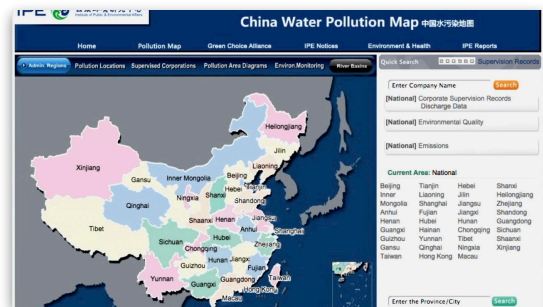 IPE
Institute of Public & Environmental Affairs
China Water Pollution Map 中国水污染地图
Home Pollution Map Green Choice Alliance IPE Notices Environment & Health IPE Reports
Admin. Regions Pollution Locations Supervised Corporations Pollution Area Diagrams Environ.Monitoring River Basins
Quick Search Supervision Records
Enter Company Name Search
[National] Corporate Supervision Records
Discharge Data
[National] Environmental Quality
[National] Emissions
Current Area: National
Beijing Tianjin Hebei Shanxi
Inner Liaoning Jilin Heilongjiang
Mongolia Shanghai Jiangsu Zhejiang
Anhui Fujian Jiangxi Shandong
Henan Hubei Hunan Guangdong
Guangxi Hainan Chongqing Sichuan
Guizhou Yunnan Tibet Shaanxi
Gansu Qinghai Ningxia Xinjiang
Taiwan Hong Kong Macau
Enter the Province/City Search
Heilongjiang
Jilin
Liaoning
Xinjiang
Gansu
Inner Mongolia
Beijing
Tianjin
Hebei
Shanxi
Ningxia
Shandong
Qinghai
Shaanxi
Henan
Jiangsu
Tibet
Anhui
Shanghai
Sichuan
Hubei
Chongqing
Zhejiang
Hunan
Jiangxi
Guizhou
Fujian
Yunnan
Guangxi
Guangdong
Taiwan
Hong Kong
Macau